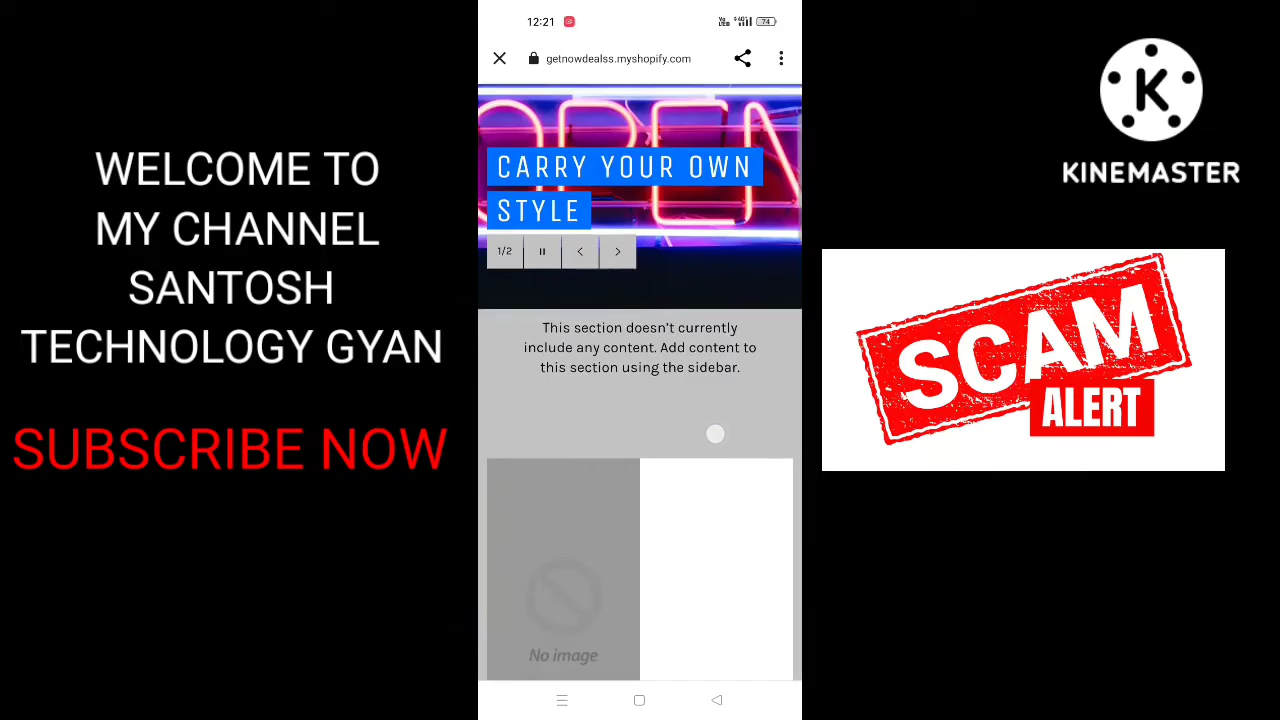 WELCOME TO
MY CHANNEL
SANTOSH
TECHNOLOGY GYAN
SUBSCRIBE NOW
12:21
74
getnowdealss.myshopify.com
OPEN
CARRY YOUR OWN
STYLE
1/2
This section doesn't currently
include any content. Add content to
this section using the sidebar.
No image
K
KINEMASTER
SCAM
ALERT